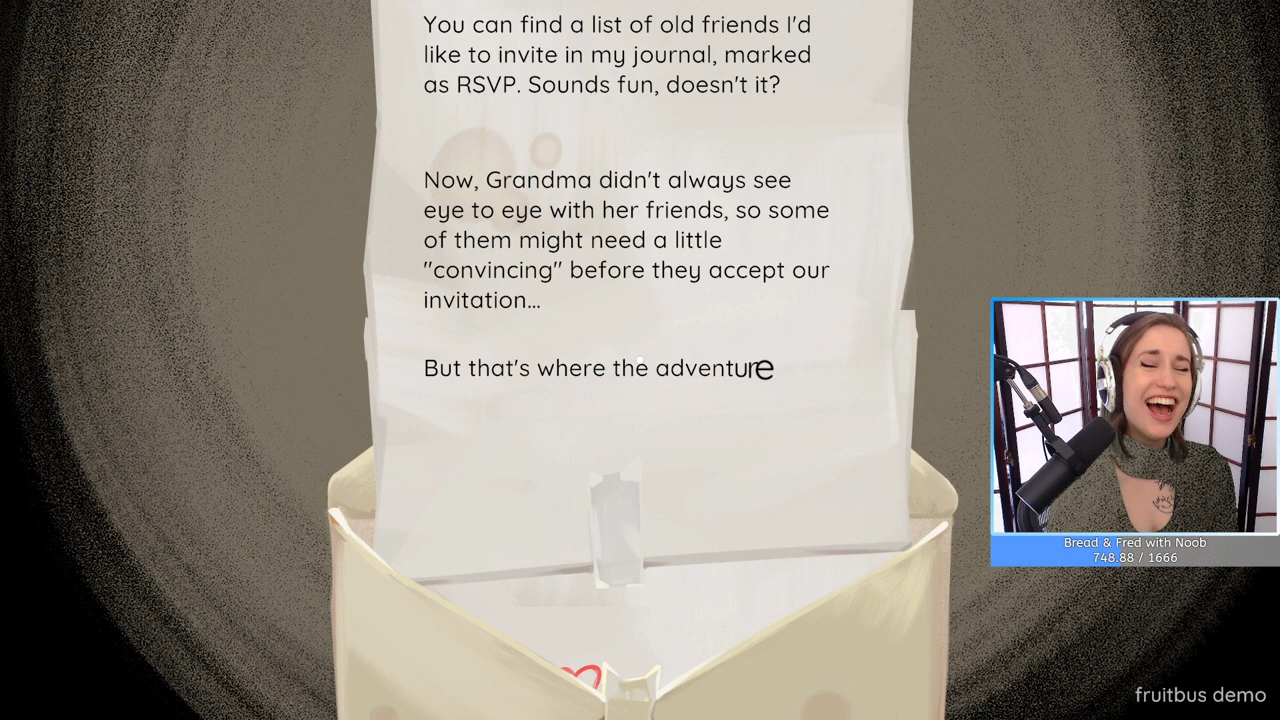 You can find a list of old friends I'd
like to invite in my journal, marked
as RSVP. Sounds fun, doesn't it?
Now, Grandma didn't always see
eye to eye with her friends, so some
of them might need a little
"convincing" before they accept our
invitation...
But that's where the adventure
Bread & Fred with Noob
748.88 / 1666
fruitbus demo